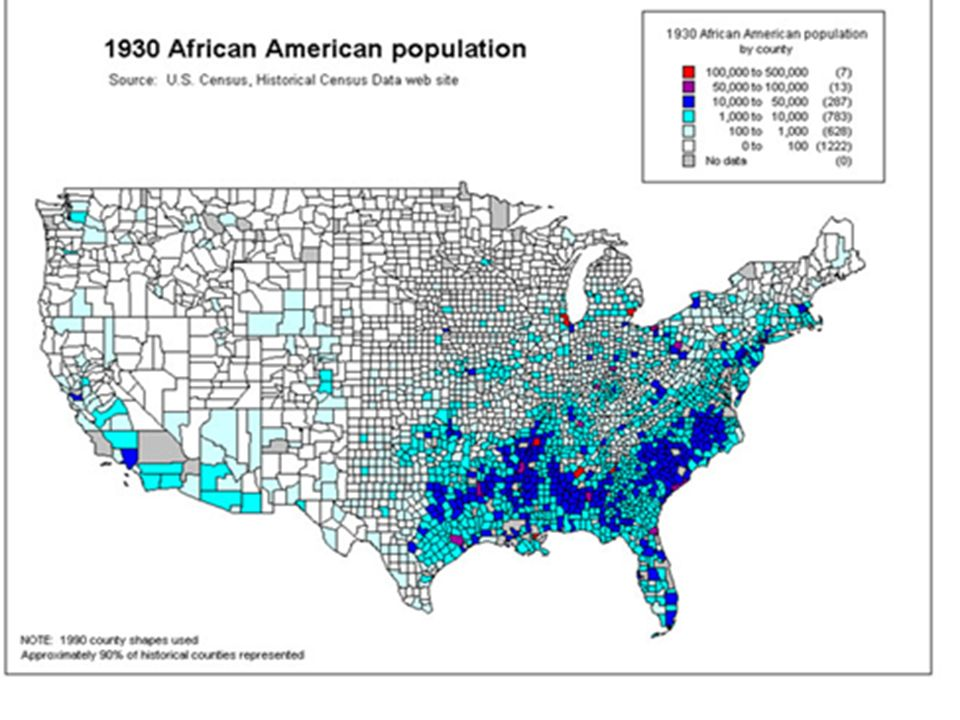 1930 African American population
Source: U.S. Census, Historical Census Data web site
1930 African American population
by county
100,000 to 500,000 (7)
50,000 to 100,000 (13)
10,000 to 50,000 (287)
1,000 to 10,000 (783)
100 to 1,000 (628)
0 to 100 (1222)
No data (0)
NOTE: 1990 county shapes used
Approximately 90% of historical counties represented